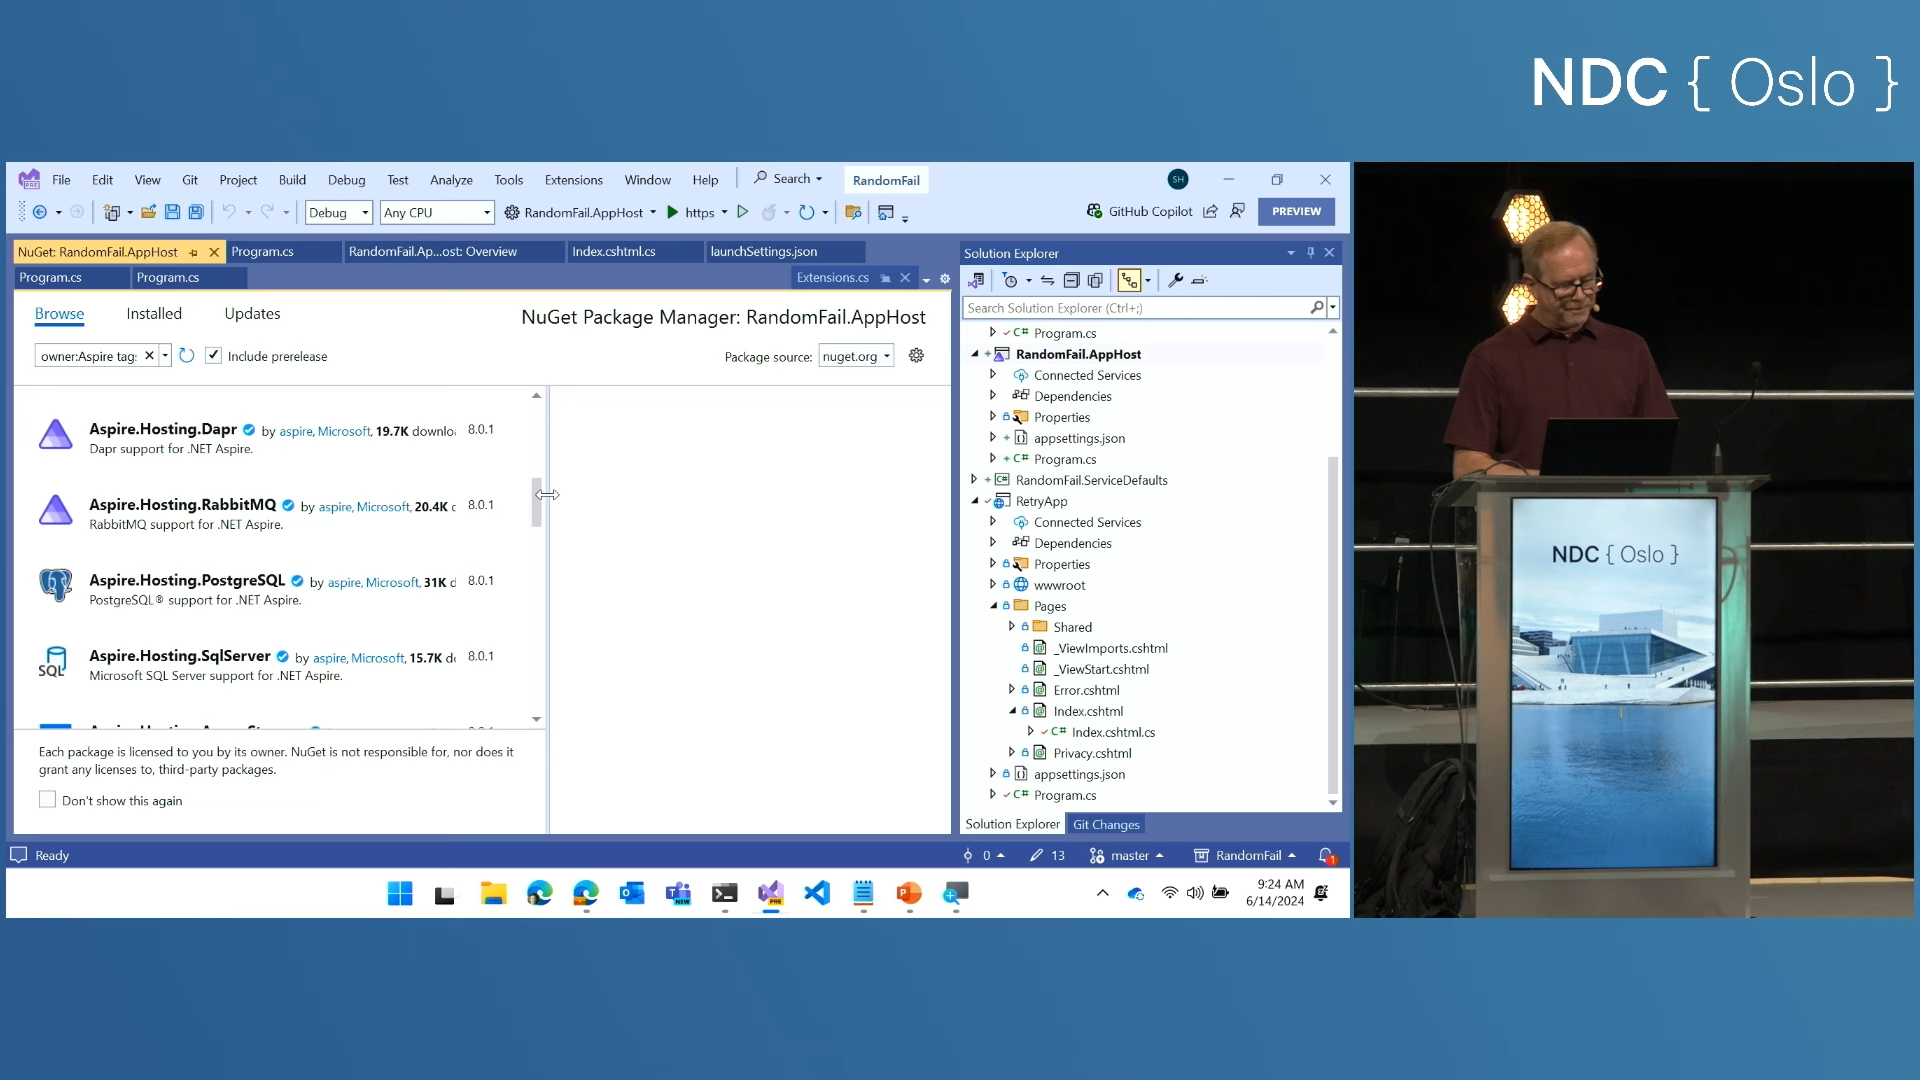 NDC { Oslo }
File Edit View Git Project Build Debug Test Analyze Tools Extensions Window Help Search RandomFail SH
Debug Any CPU RandomFail.AppHost https GitHub Copilot PREVIEW
NuGet: RandomFail.AppHost Program.cs RandomFail.Ap...ost: Overview Index.cshtml.cs launchSettings.json
Program.cs Program.cs Extensions.cs
Browse Installed Updates NuGet Package Manager: RandomFail.AppHost
owner:Aspire tag: Include prerelease Package source: nuget.org
Aspire.Hosting.Dapr by aspire, Microsoft, 19.7K downlo 8.0.1
Dapr support for .NET Aspire.
Aspire.Hosting.RabbitMQ by aspire, Microsoft, 20.4K 8.0.1
RabbitMQ support for .NET Aspire.
Aspire.Hosting.PostgreSQL by aspire, Microsoft, 31K d 8.0.1
PostgreSQL® support for .NET Aspire.
SQL
Aspire.Hosting.SqlServer by aspire, Microsoft, 15.7K d 8.0.1
Microsoft SQL Server support for .NET Aspire.
Each package is licensed to you by its owner. NuGet is not responsible for, nor does it
grant any licenses to, third-party packages.
Don't show this again
Solution Explorer
Search Solution Explorer (Ctrl+;)
C# Program.cs
RandomFail.AppHost
Connected Services
Dependencies
Properties
appsettings.json
C# Program.cs
C# RandomFail.ServiceDefaults
RetryApp
Connected Services
Dependencies
Properties
wwwroot
Pages
Shared
_ViewImports.cshtml
_ViewStart.cshtml
Error.cshtml
Index.cshtml
C# Index.cshtml.cs
Privacy.cshtml
appsettings.json
C# Program.cs
Solution Explorer Git Changes
Ready 0 13 master RandomFail 1
PRE NEW PRE
9:24 AM
6/14/2024
NDC { Oslo }